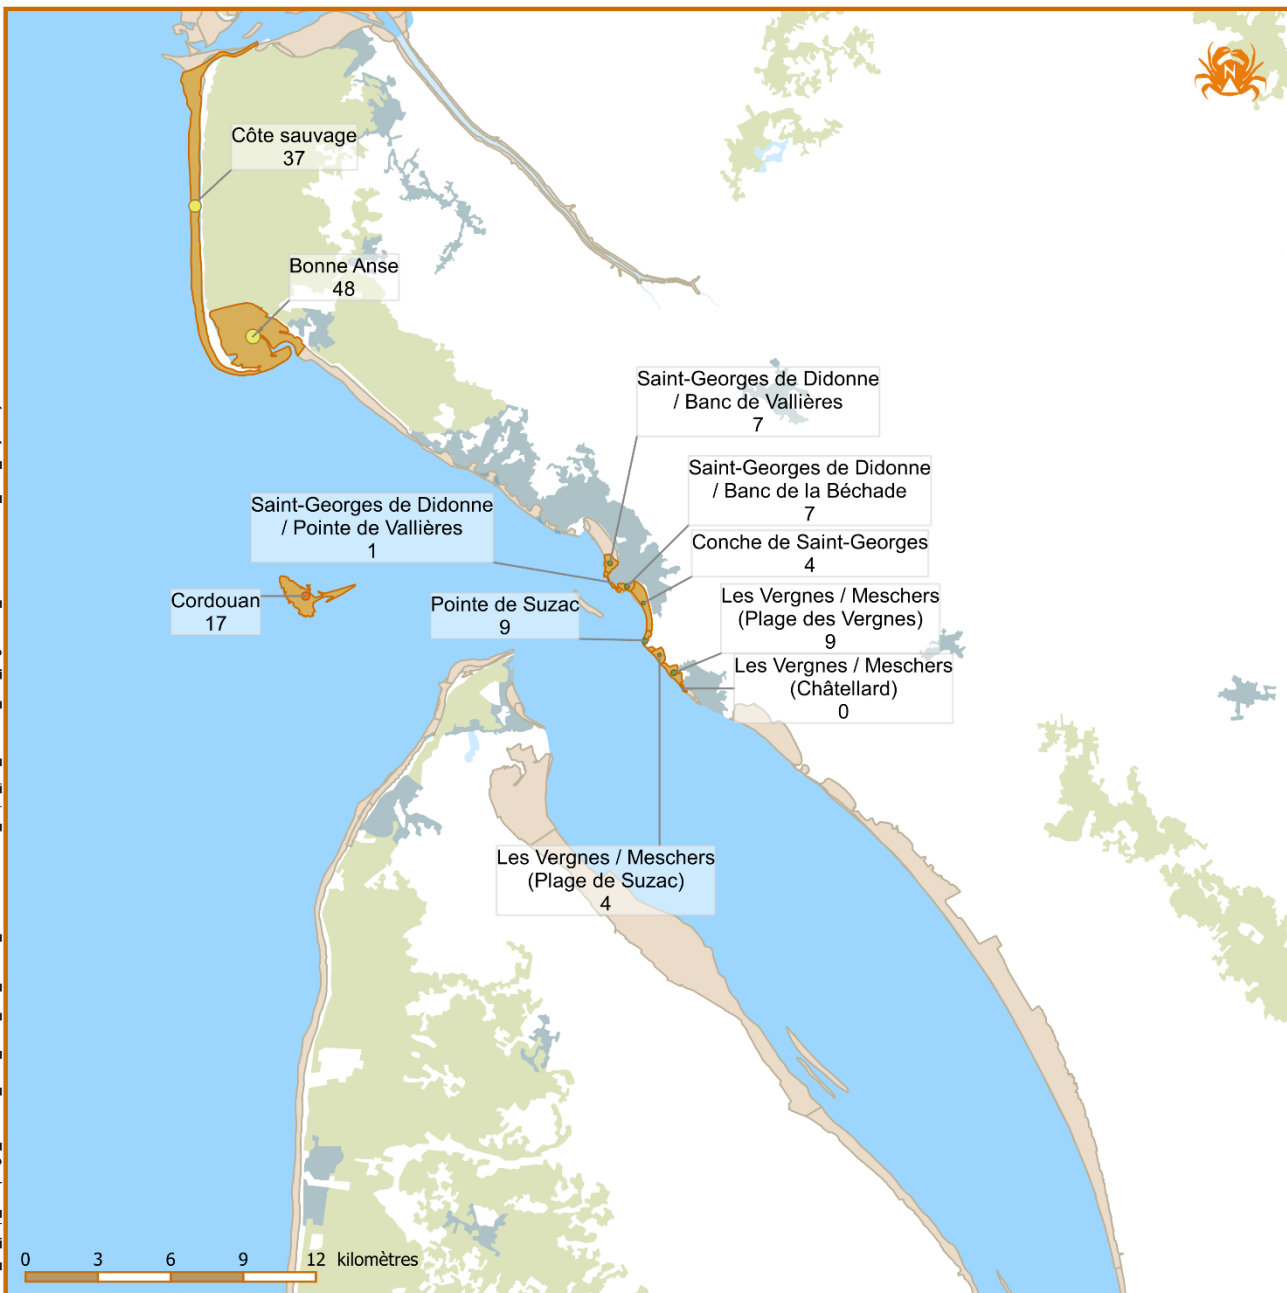 N
Côte sauvage
37
Bonne Anse
48
Saint-Georges de Didonne
/ Banc de Vallières
7
Saint-Georges de Didonne
/ Banc de la Béchade
7
Saint-Georges de Didonne
/ Pointe de Vallières
1
Conche de Saint-Georges
4
Cordouan
17
Pointe de Suzac
9
Les Vergnes / Meschers
(Plage des Vergnes)
9
Les Vergnes / Meschers
(Châtellard)
0
Les Vergnes / Meschers
(Plage de Suzac)
4
0 3 6 9 12 kilomètres